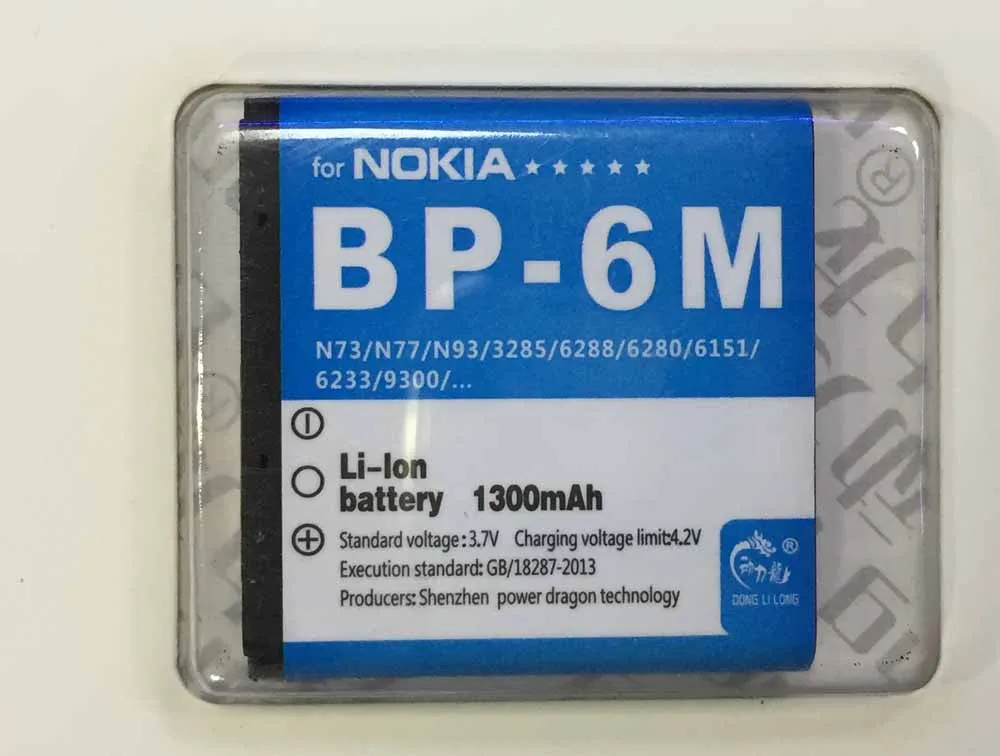 for NOKIA ★★★★★
BP-6M
N73/N77/N93/3285/6288/6280/6151/
6233/9300/...
Li-Ion
battery 1300mAh
Standard voltage:3.7V Charging voltage limit:4.2V
Execution standard: GB/18287-2013
Producers: Shenzhen power dragon technology
动力龍 ®
DONG LI LONG
®